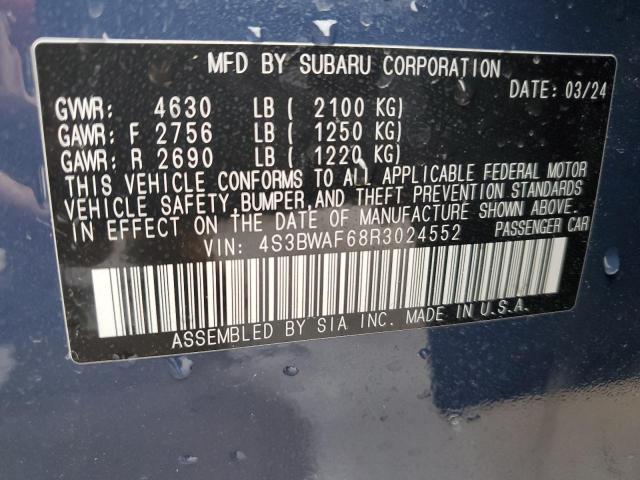 MFD BY SUBARU CORPORATION
DATE: 03/24
GVWR: 4630 LB ( 2100 KG)
GAWR: F 2756 LB ( 1250 KG)
GAWR: R 2690 LB ( 1220 KG)
THIS VEHICLE CONFORMS TO ALL APPLICABLE FEDERAL MOTOR
VEHICLE SAFETY, BUMPER, AND THEFT PREVENTION STANDARDS
IN EFFECT ON THE DATE OF MANUFACTURE SHOWN ABOVE.
VIN: 4S3BWAF68R3024552 PASSENGER CAR
ASSEMBLED BY SIA INC. MADE IN U.S.A.